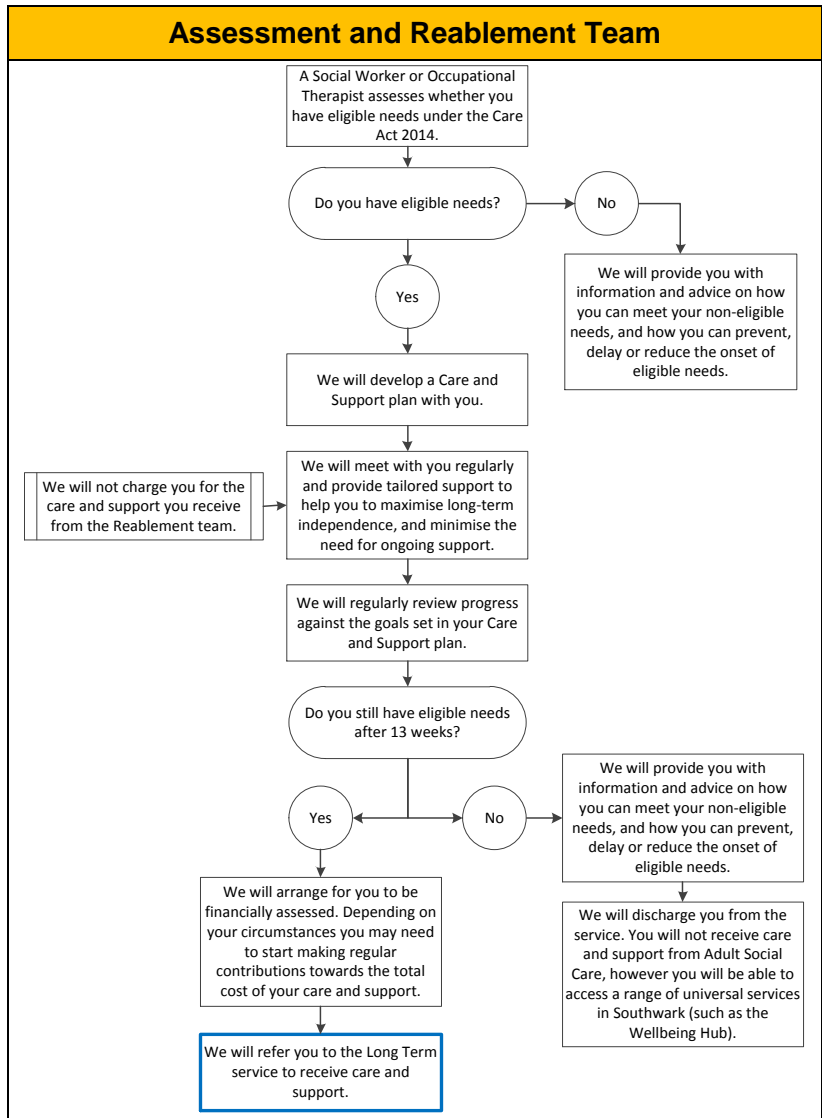 Assessment and Reablement Team
A Social Worker or Occupational
Therapist assesses whether you
have eligible needs under the Care
Act 2014.
Do you have eligible needs?
No
We will provide you with
information and advice on how
you can meet your non-eligible
needs, and how you can prevent,
delay or reduce the onset of
eligible needs.
Yes
We will develop a Care and
Support plan with you.
We will not charge you for the
care and support you receive
from the Reablement team.
We will meet with you regularly
and provide tailored support to
help you to maximise long-term
independence, and minimise the
need for ongoing support.
We will regularly review progress
against the goals set in your Care
and Support plan.
Do you still have eligible needs
after 13 weeks?
Yes
No
We will provide you with
information and advice on how
you can meet your non-eligible
needs, and how you can prevent,
delay or reduce the onset of
eligible needs.
We will arrange for you to be
financially assessed. Depending on
your circumstances you may need
to start making regular
contributions towards the total
cost of your care and support.
We will discharge you from the
service. You will not receive care
and support from Adult Social
Care, however you will be able to
access a range of universal services
in Southwark (such as the
Wellbeing Hub).
We will refer you to the Long Term
service to receive care and
support.